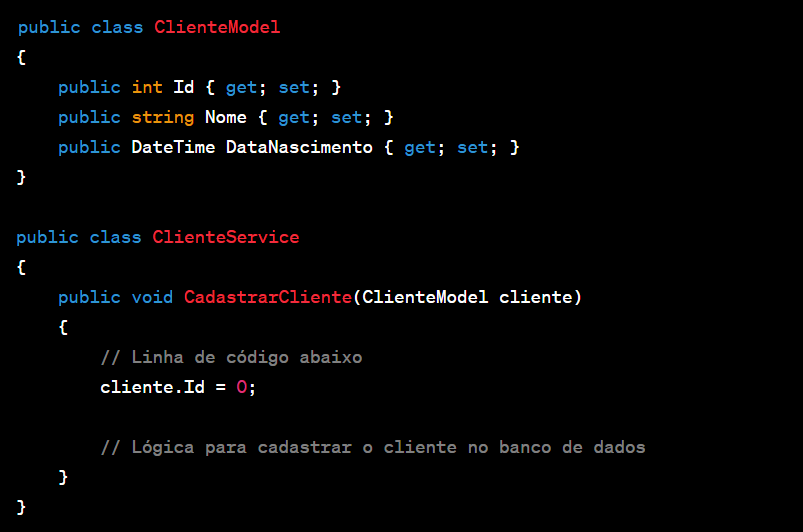 public class ClienteModel
{
    public int Id { get; set; }
    public string Nome { get; set; }
    public DateTime DataNascimento { get; set; }
}

public class ClienteService
{
    public void CadastrarCliente(ClienteModel cliente)
    {
        // Linha de código abaixo
        cliente.Id = 0;

        // Lógica para cadastrar o cliente no banco de dados
    }
}